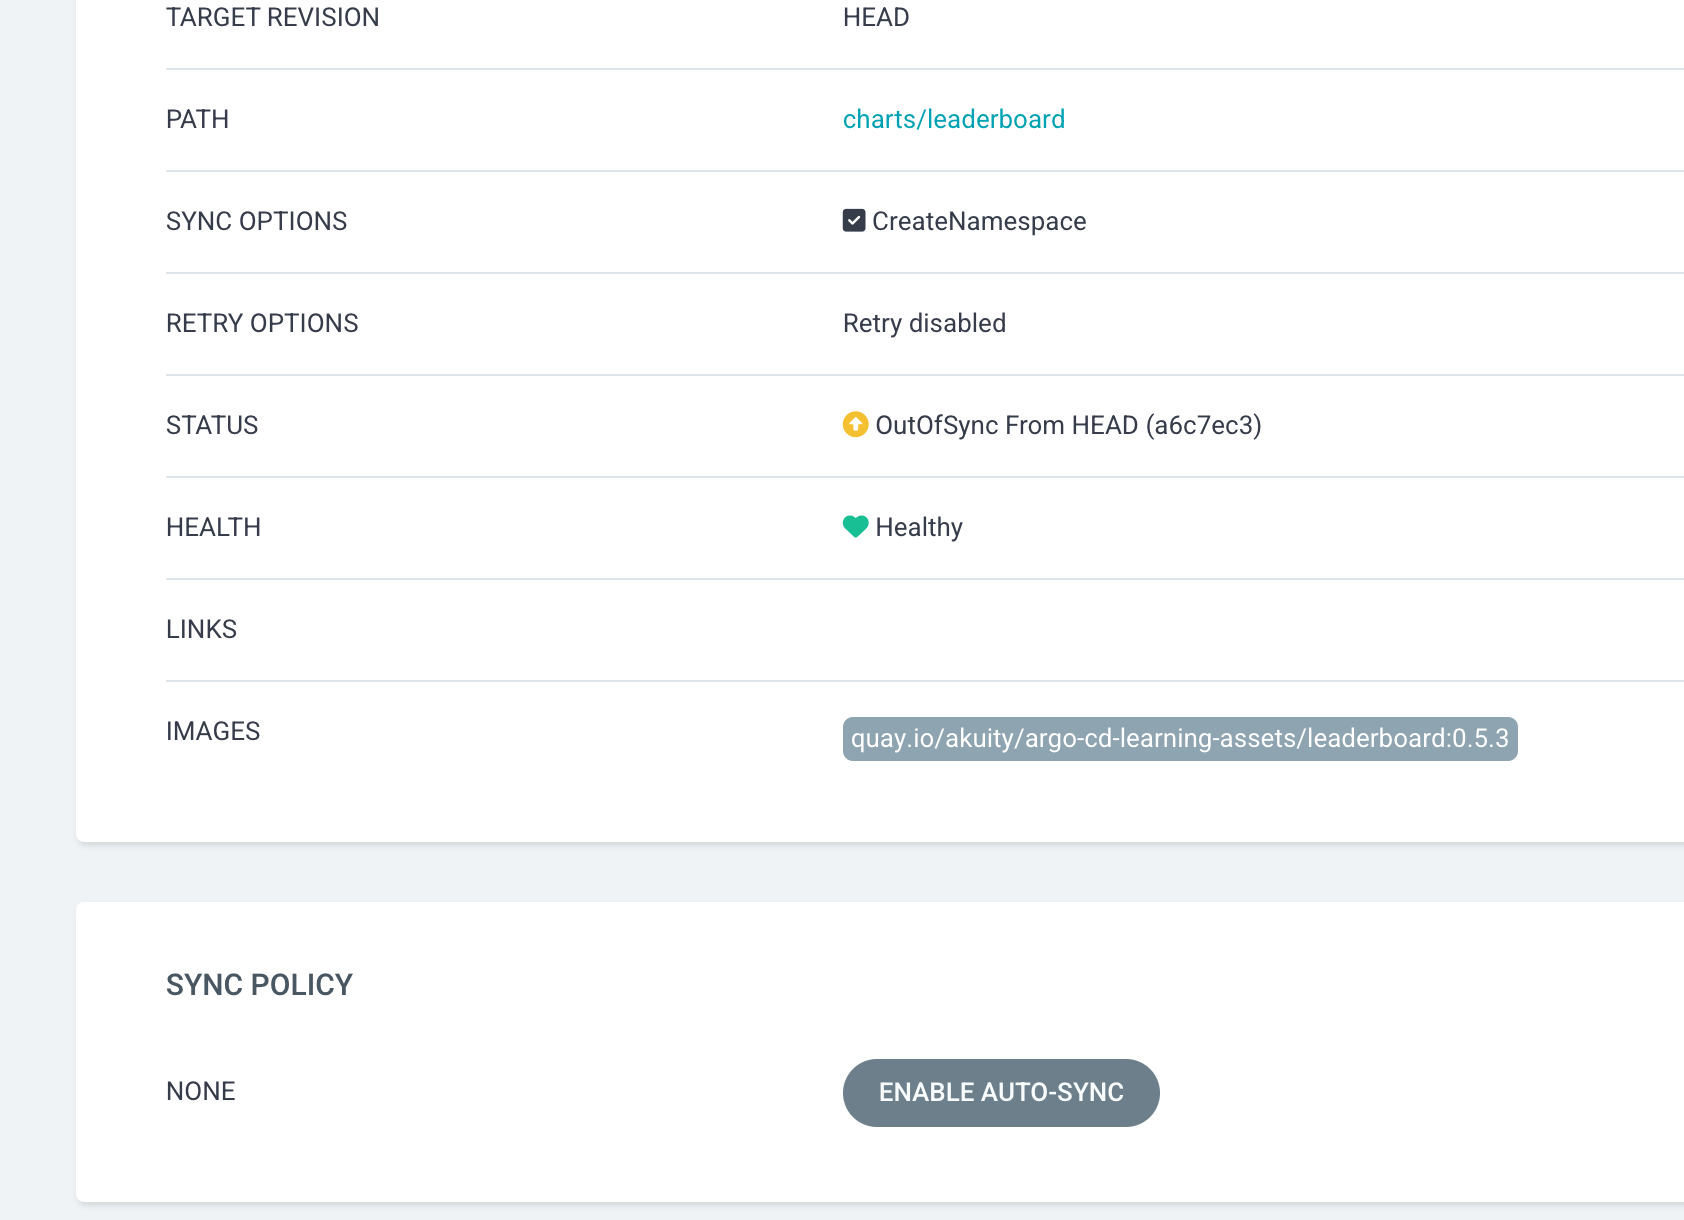 TARGET REVISION HEAD
PATH charts/leaderboard
SYNC OPTIONS CreateNamespace
RETRY OPTIONS Retry disabled
STATUS OutOfSync From HEAD (a6c7ec3)
HEALTH Healthy
LINKS
IMAGES quay.io/akuity/argo-cd-learning-assets/leaderboard:0.5.3
SYNC POLICY
NONE ENABLE AUTO-SYNC